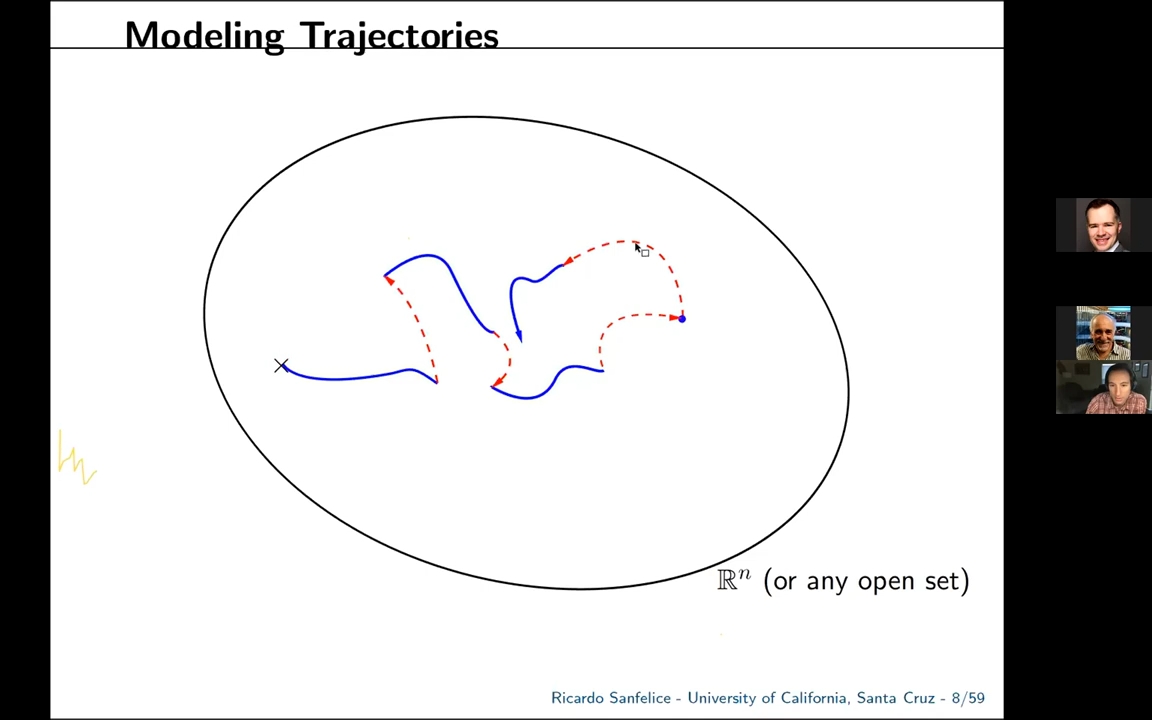 Modeling Trajectories
ℝⁿ (or any open set)
Ricardo Sanfelice - University of California, Santa Cruz - 8/59